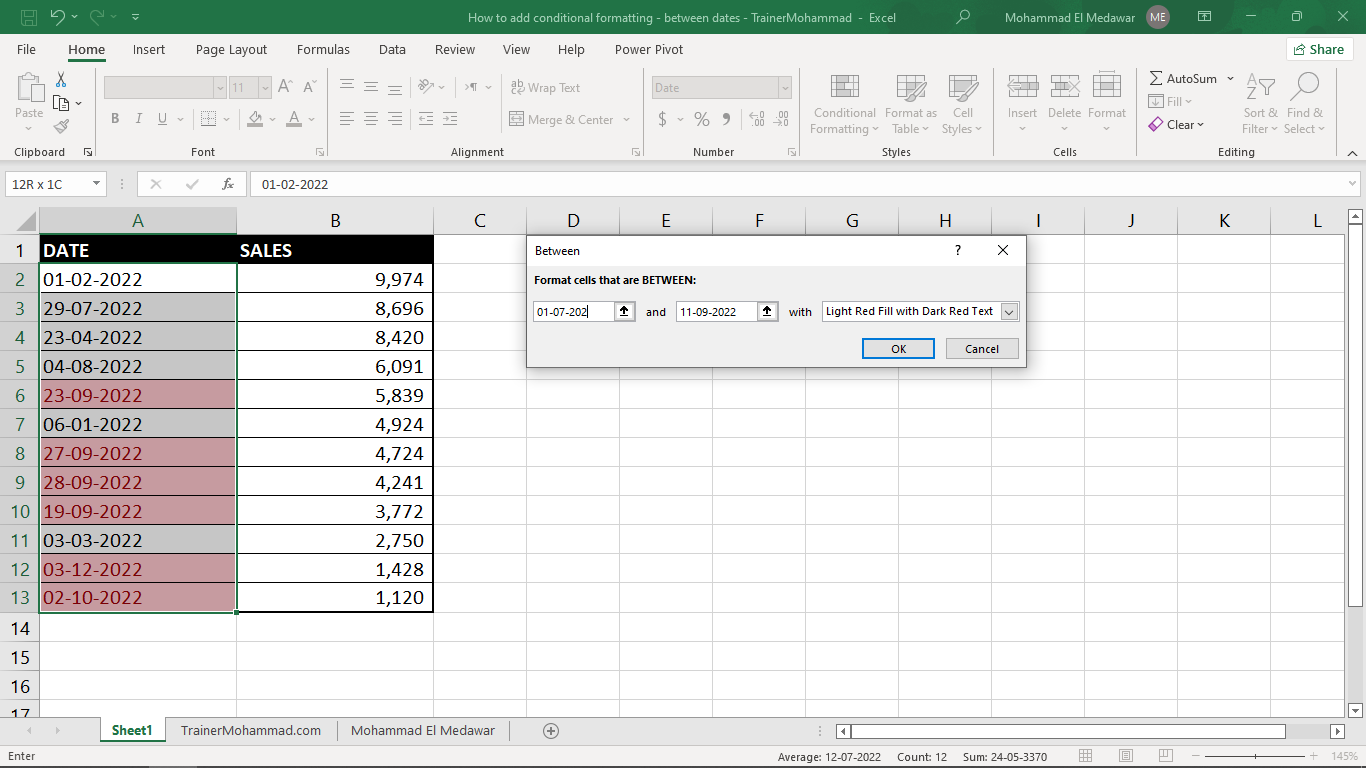 How to add conditional formatting - between dates - TrainerMohammad - Excel
Mohammad El Medawar ME
File Home Insert Page Layout Formulas Data Review View Help Power Pivot Share
11
Date
AutoSum
Paste
Wrap Text
Conditional Formatting
Format as Table
Cell Styles
Insert
Delete
Format
Fill
Sort & Filter
Find & Select
B I U
Merge & Center
$ % 9
Clear
Clipboard Font Alignment Number Styles Cells Editing
12R x 1C fx 01-02-2022
A B C D E F G H I J K L
1 DATE SALES
2 01-02-2022 9,974
3 29-07-2022 8,696
4 23-04-2022 8,420
5 04-08-2022 6,091
6 23-09-2022 5,839
7 06-01-2022 4,924
8 27-09-2022 4,724
9 28-09-2022 4,241
10 19-09-2022 3,772
11 03-03-2022 2,750
12 03-12-2022 1,428
13 02-10-2022 1,120
14
15
16
17
Between ?
Format cells that are BETWEEN:
01-07-202 and 11-09-2022 with Light Red Fill with Dark Red Text
OK Cancel
Sheet1 TrainerMohammad.com Mohammad El Medawar
Enter Average: 12-07-2022 Count: 12 Sum: 24-05-3370 145%